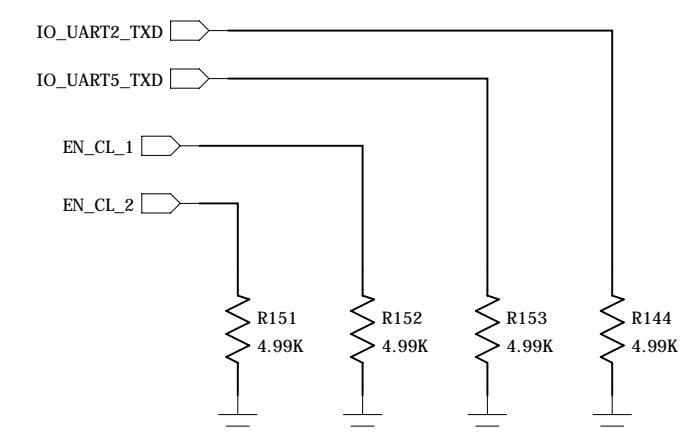 IO_UART2_TXD
IO_UART5_TXD
EN_CL_1
EN_CL_2
R151 R152 R153 R144
4.99K 4.99K 4.99K 4.99K